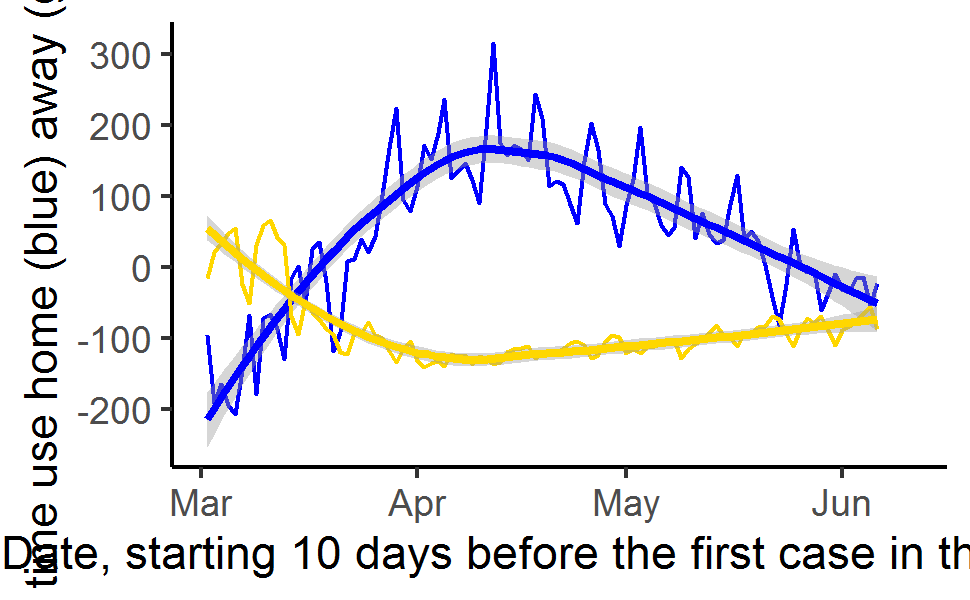 time use home (blue) away (
300
200
100
0
-100
-200
Mar Apr May Jun
Date, starting 10 days before the first case in th